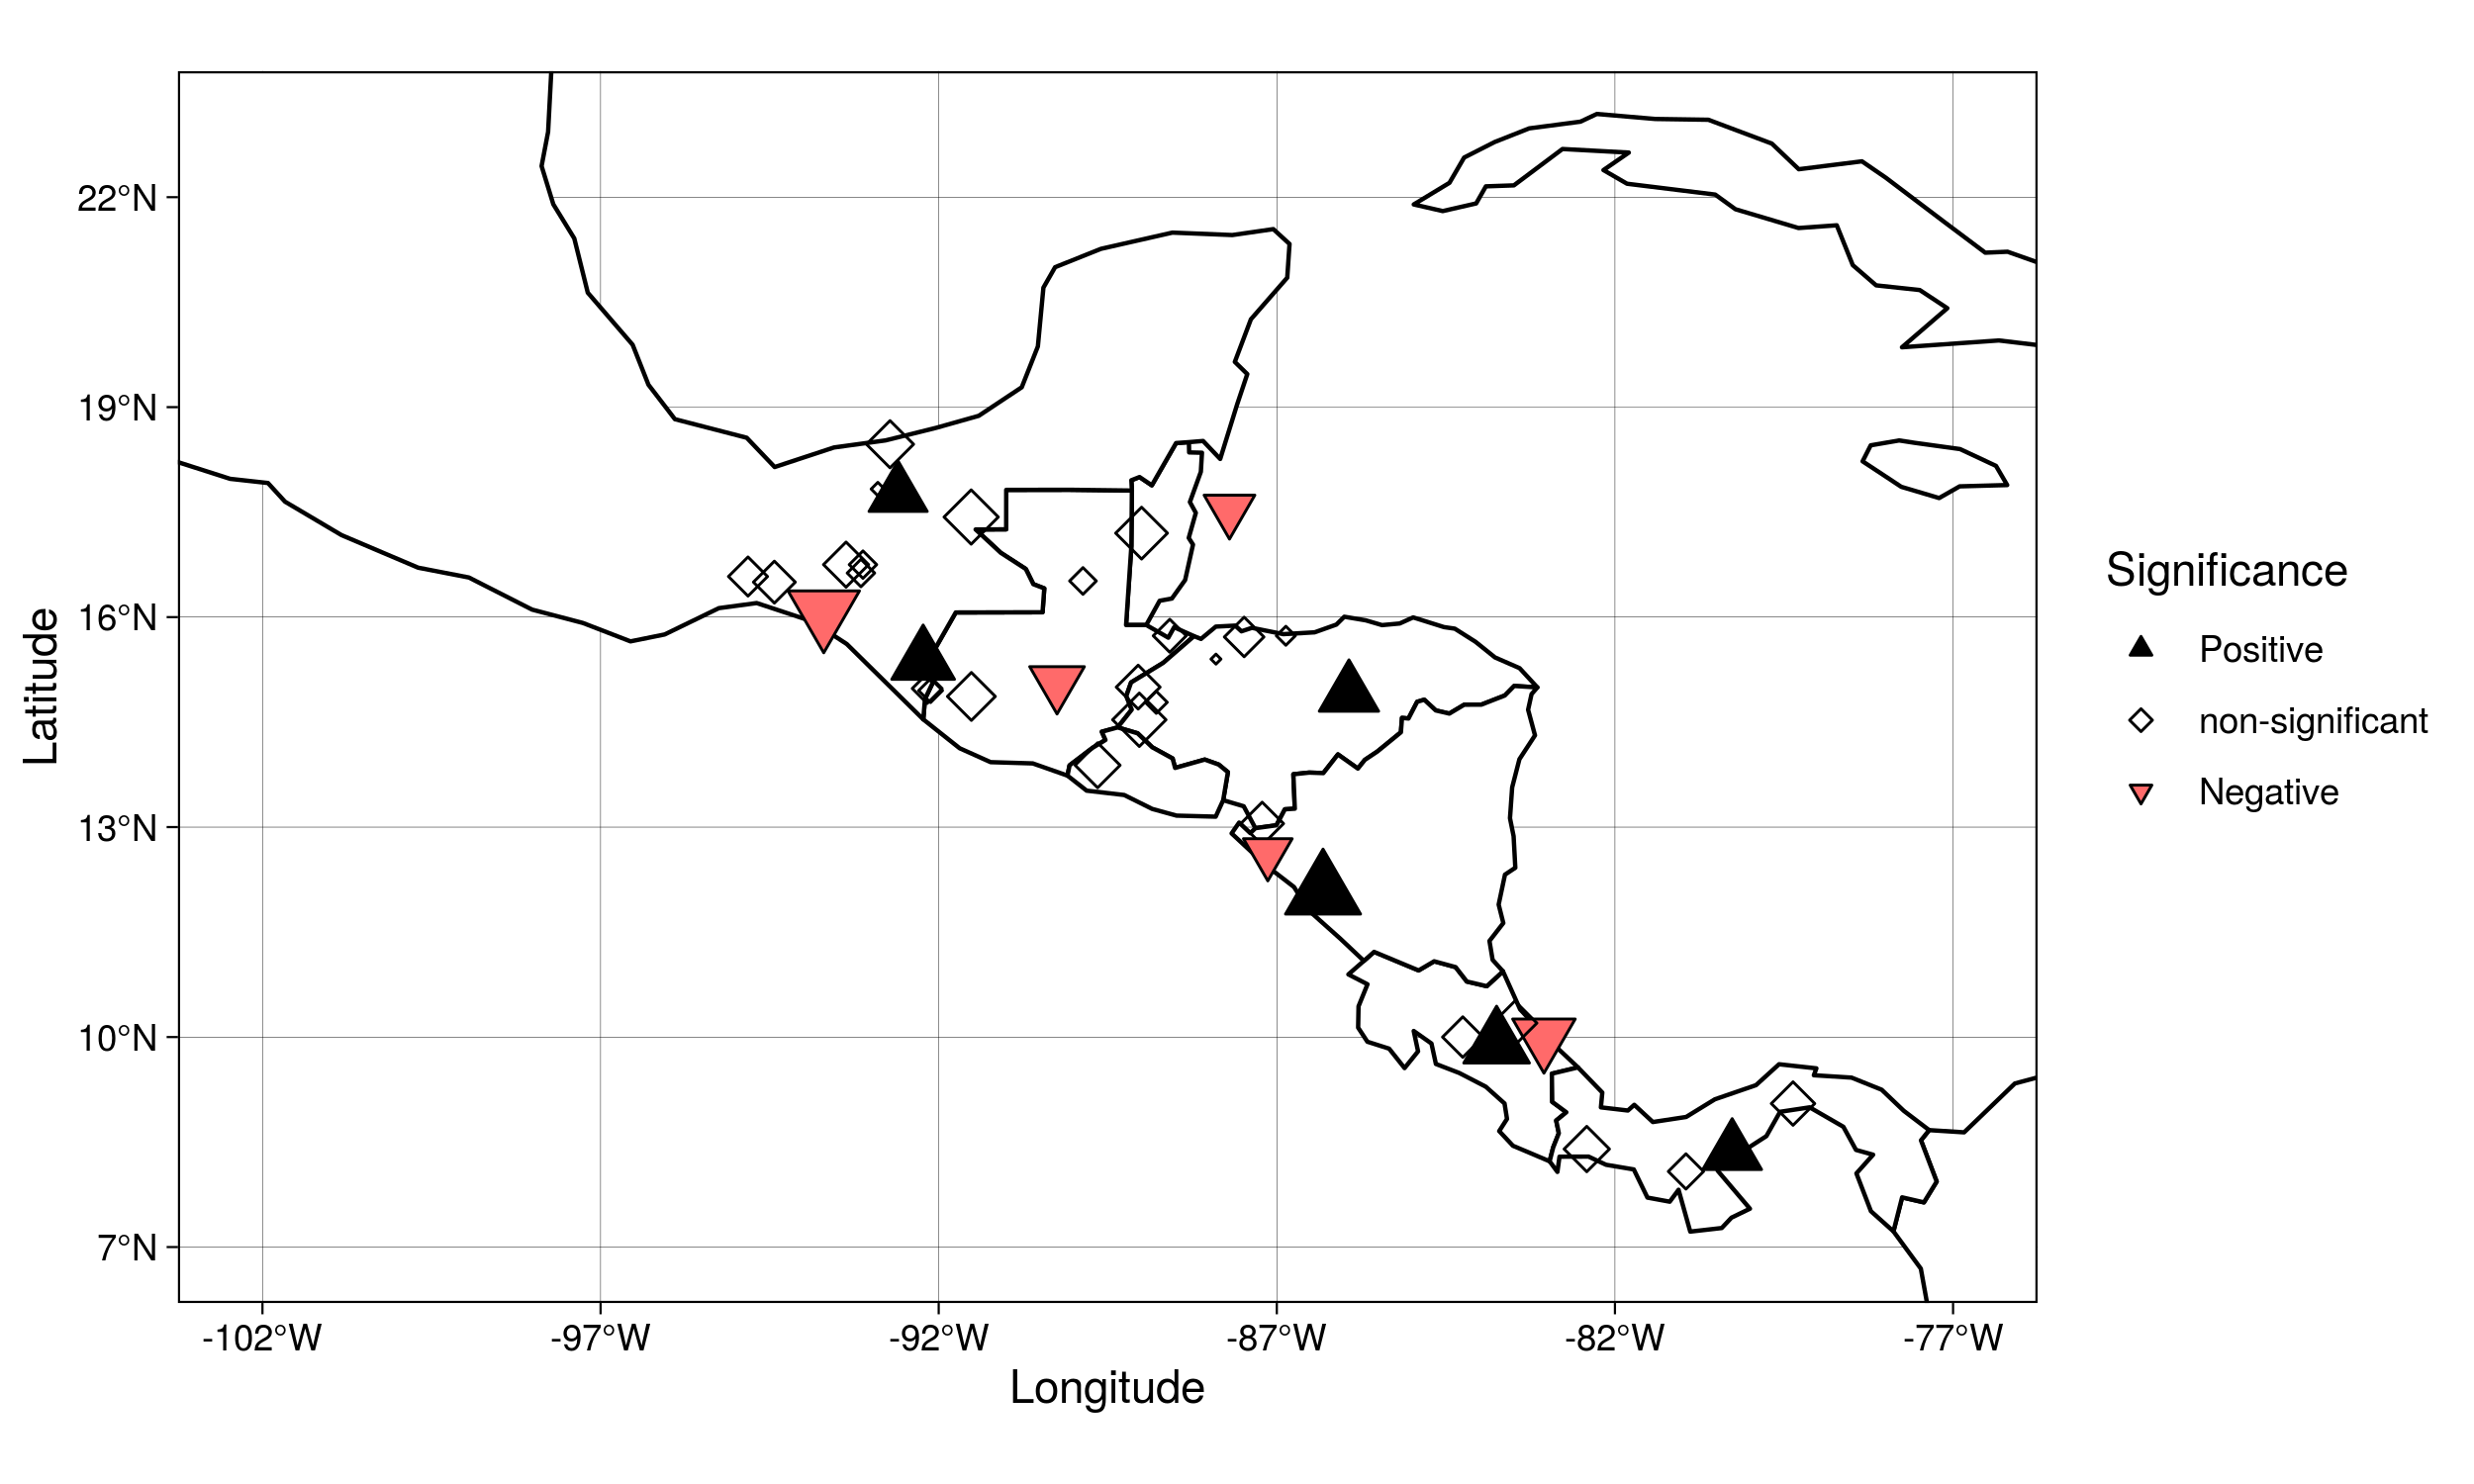 22°N
19°N
16°N
13°N
10°N
7°N
Latitude
-102°W
-97°W
-92°W
-87°W
-82°W
-77°W
Longitude
Significance
Positive
non-significant
Negative